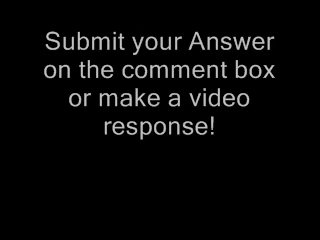 Submit your Answer
on the comment box
or make a video
response!